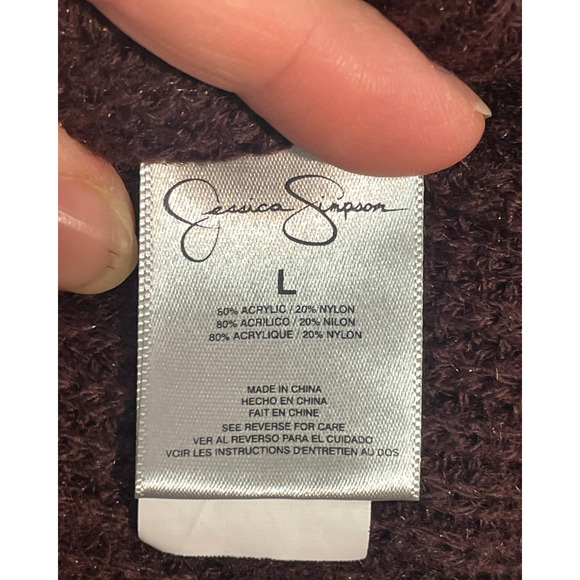 Jessica Simpson
L
80% ACRYLIC / 20% NYLON
80% ACRILICO / 20% NILON
80% ACRYLIQUE / 20% NYLON
MADE IN CHINA
HECHO EN CHINA
FAIT EN CHINE
SEE REVERSE FOR CARE
VER AL REVERSO PARA EL CUIDADO
VOIR LES INSTRUCTIONS D'ENTRETIEN AU DOS